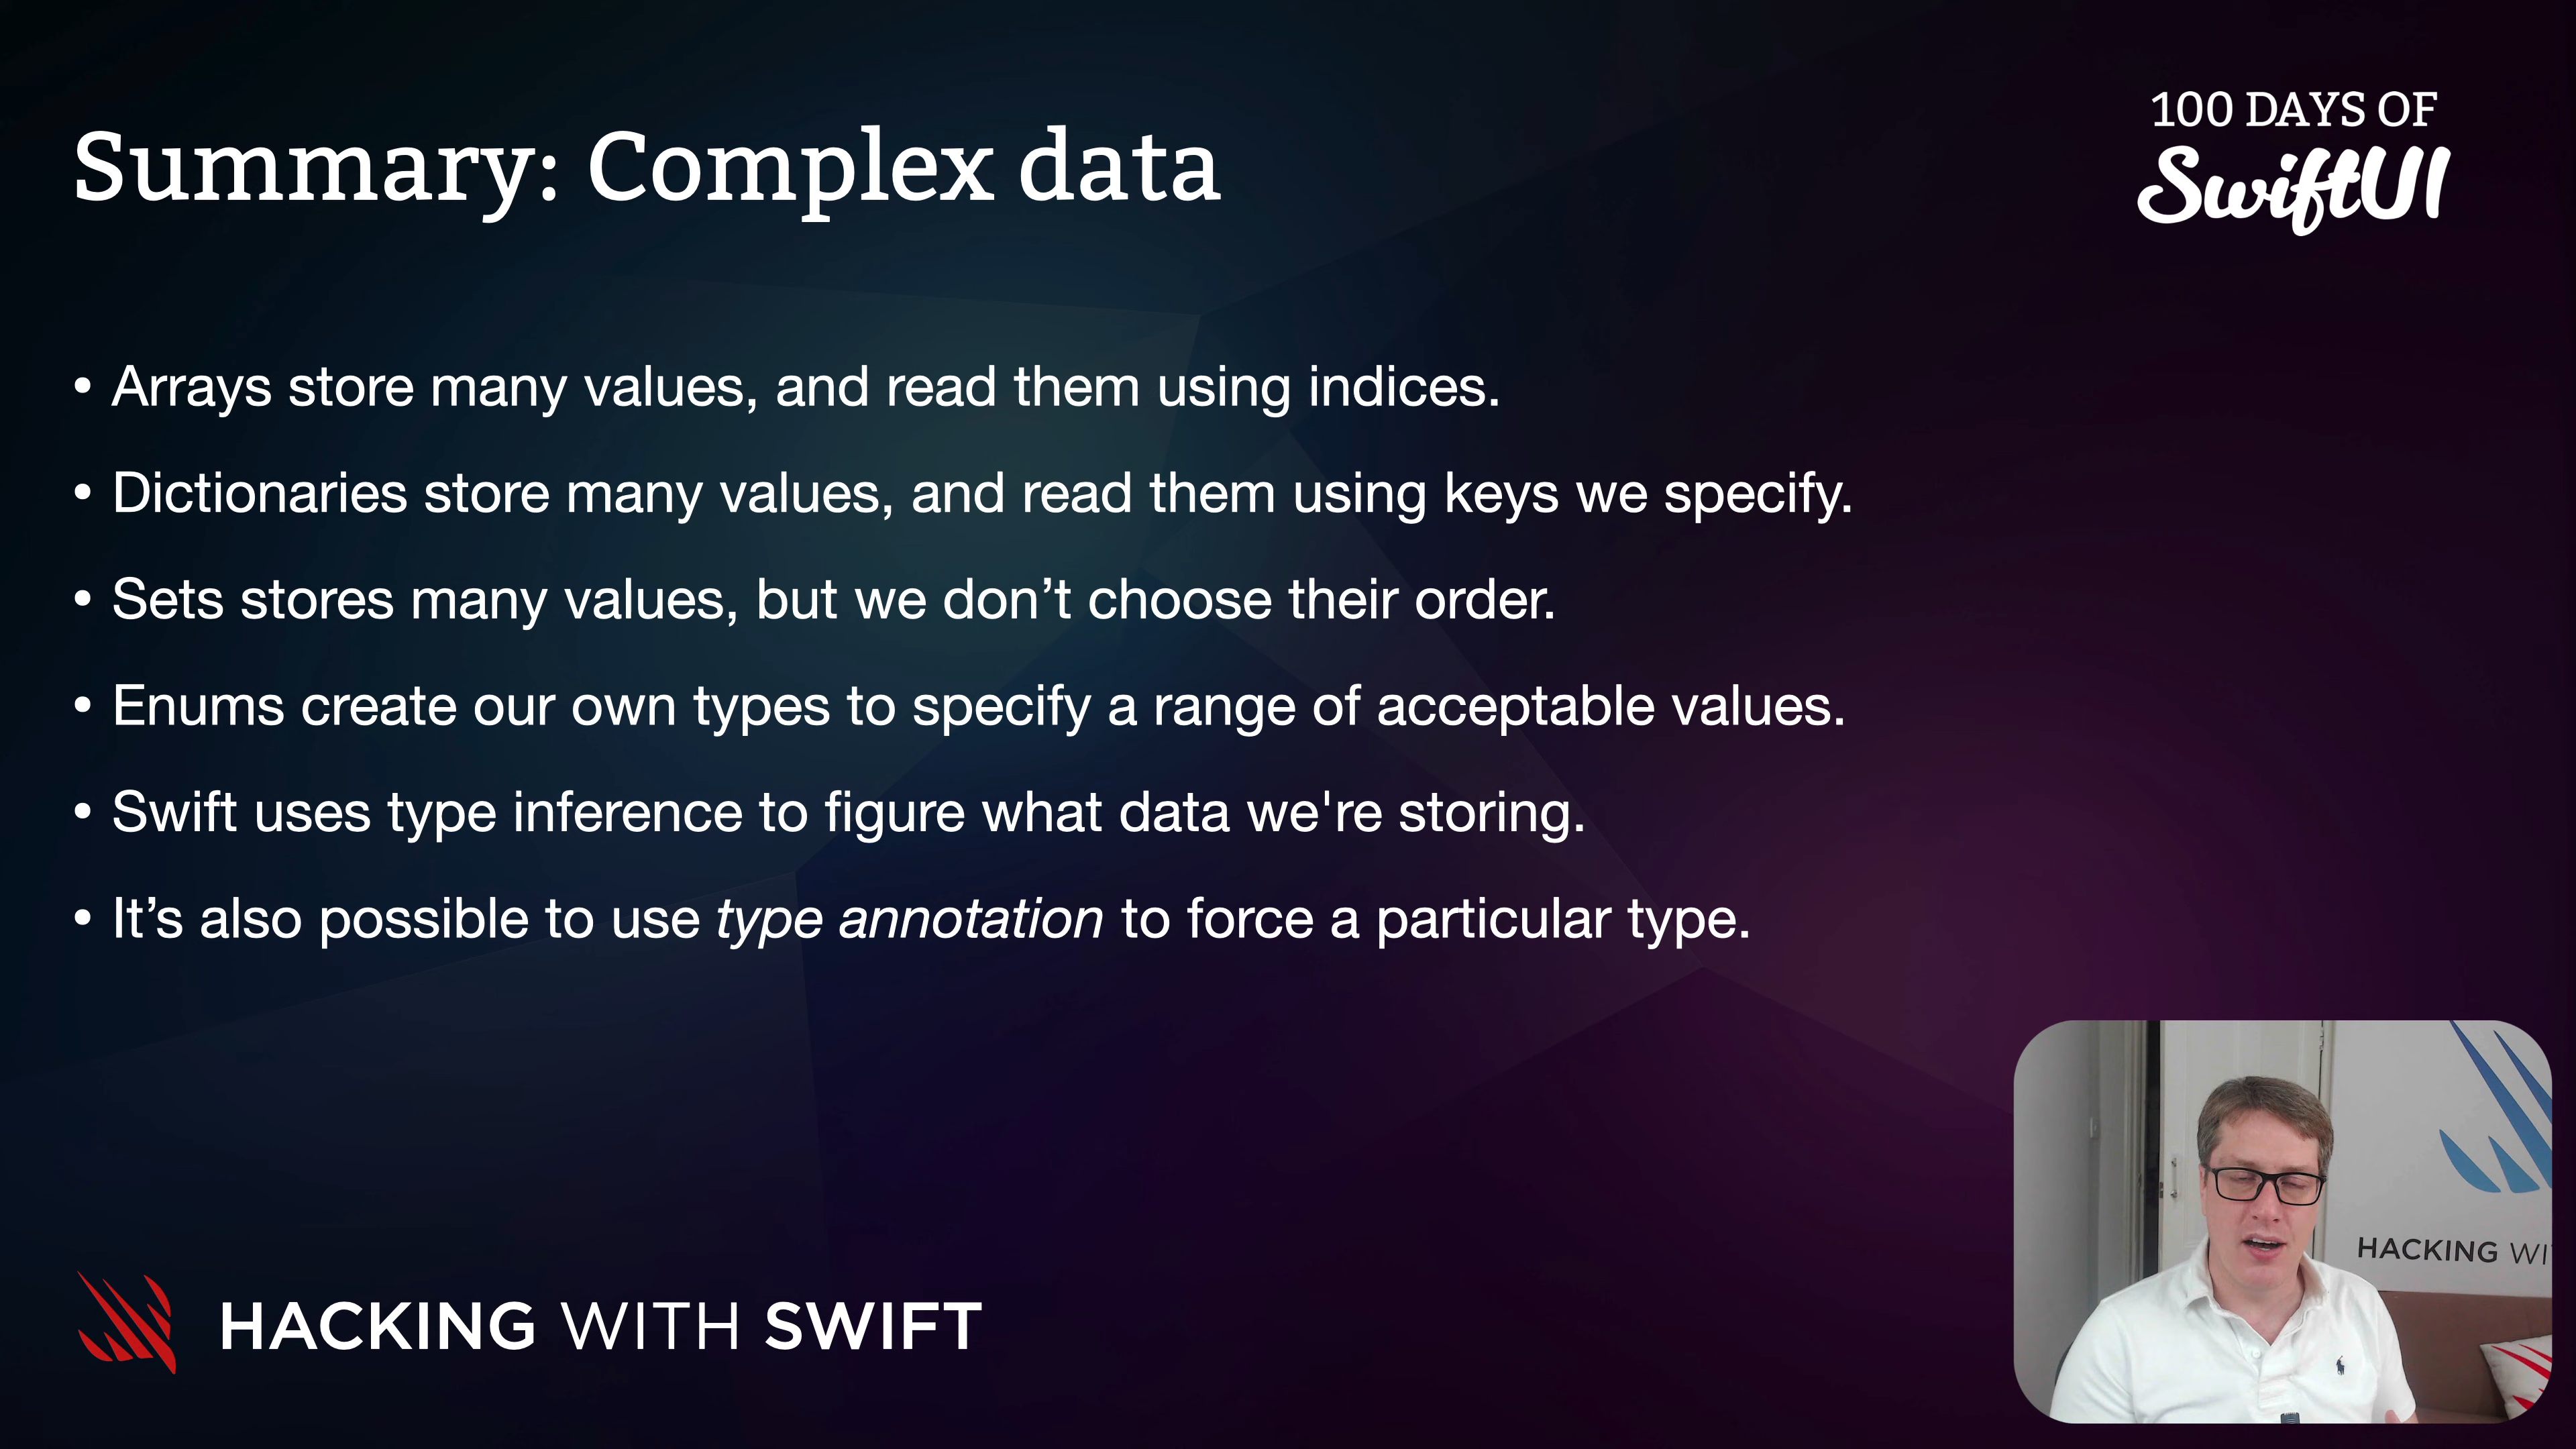 Summary: Complex data
100 DAYS OF
SwiftUI
• Arrays store many values, and read them using indices.
• Dictionaries store many values, and read them using keys we specify.
• Sets stores many values, but we don’t choose their order.
• Enums create our own types to specify a range of acceptable values.
• Swift uses type inference to figure what data we're storing.
• It’s also possible to use type annotation to force a particular type.
HACKING WI
HACKING WITH SWIFT